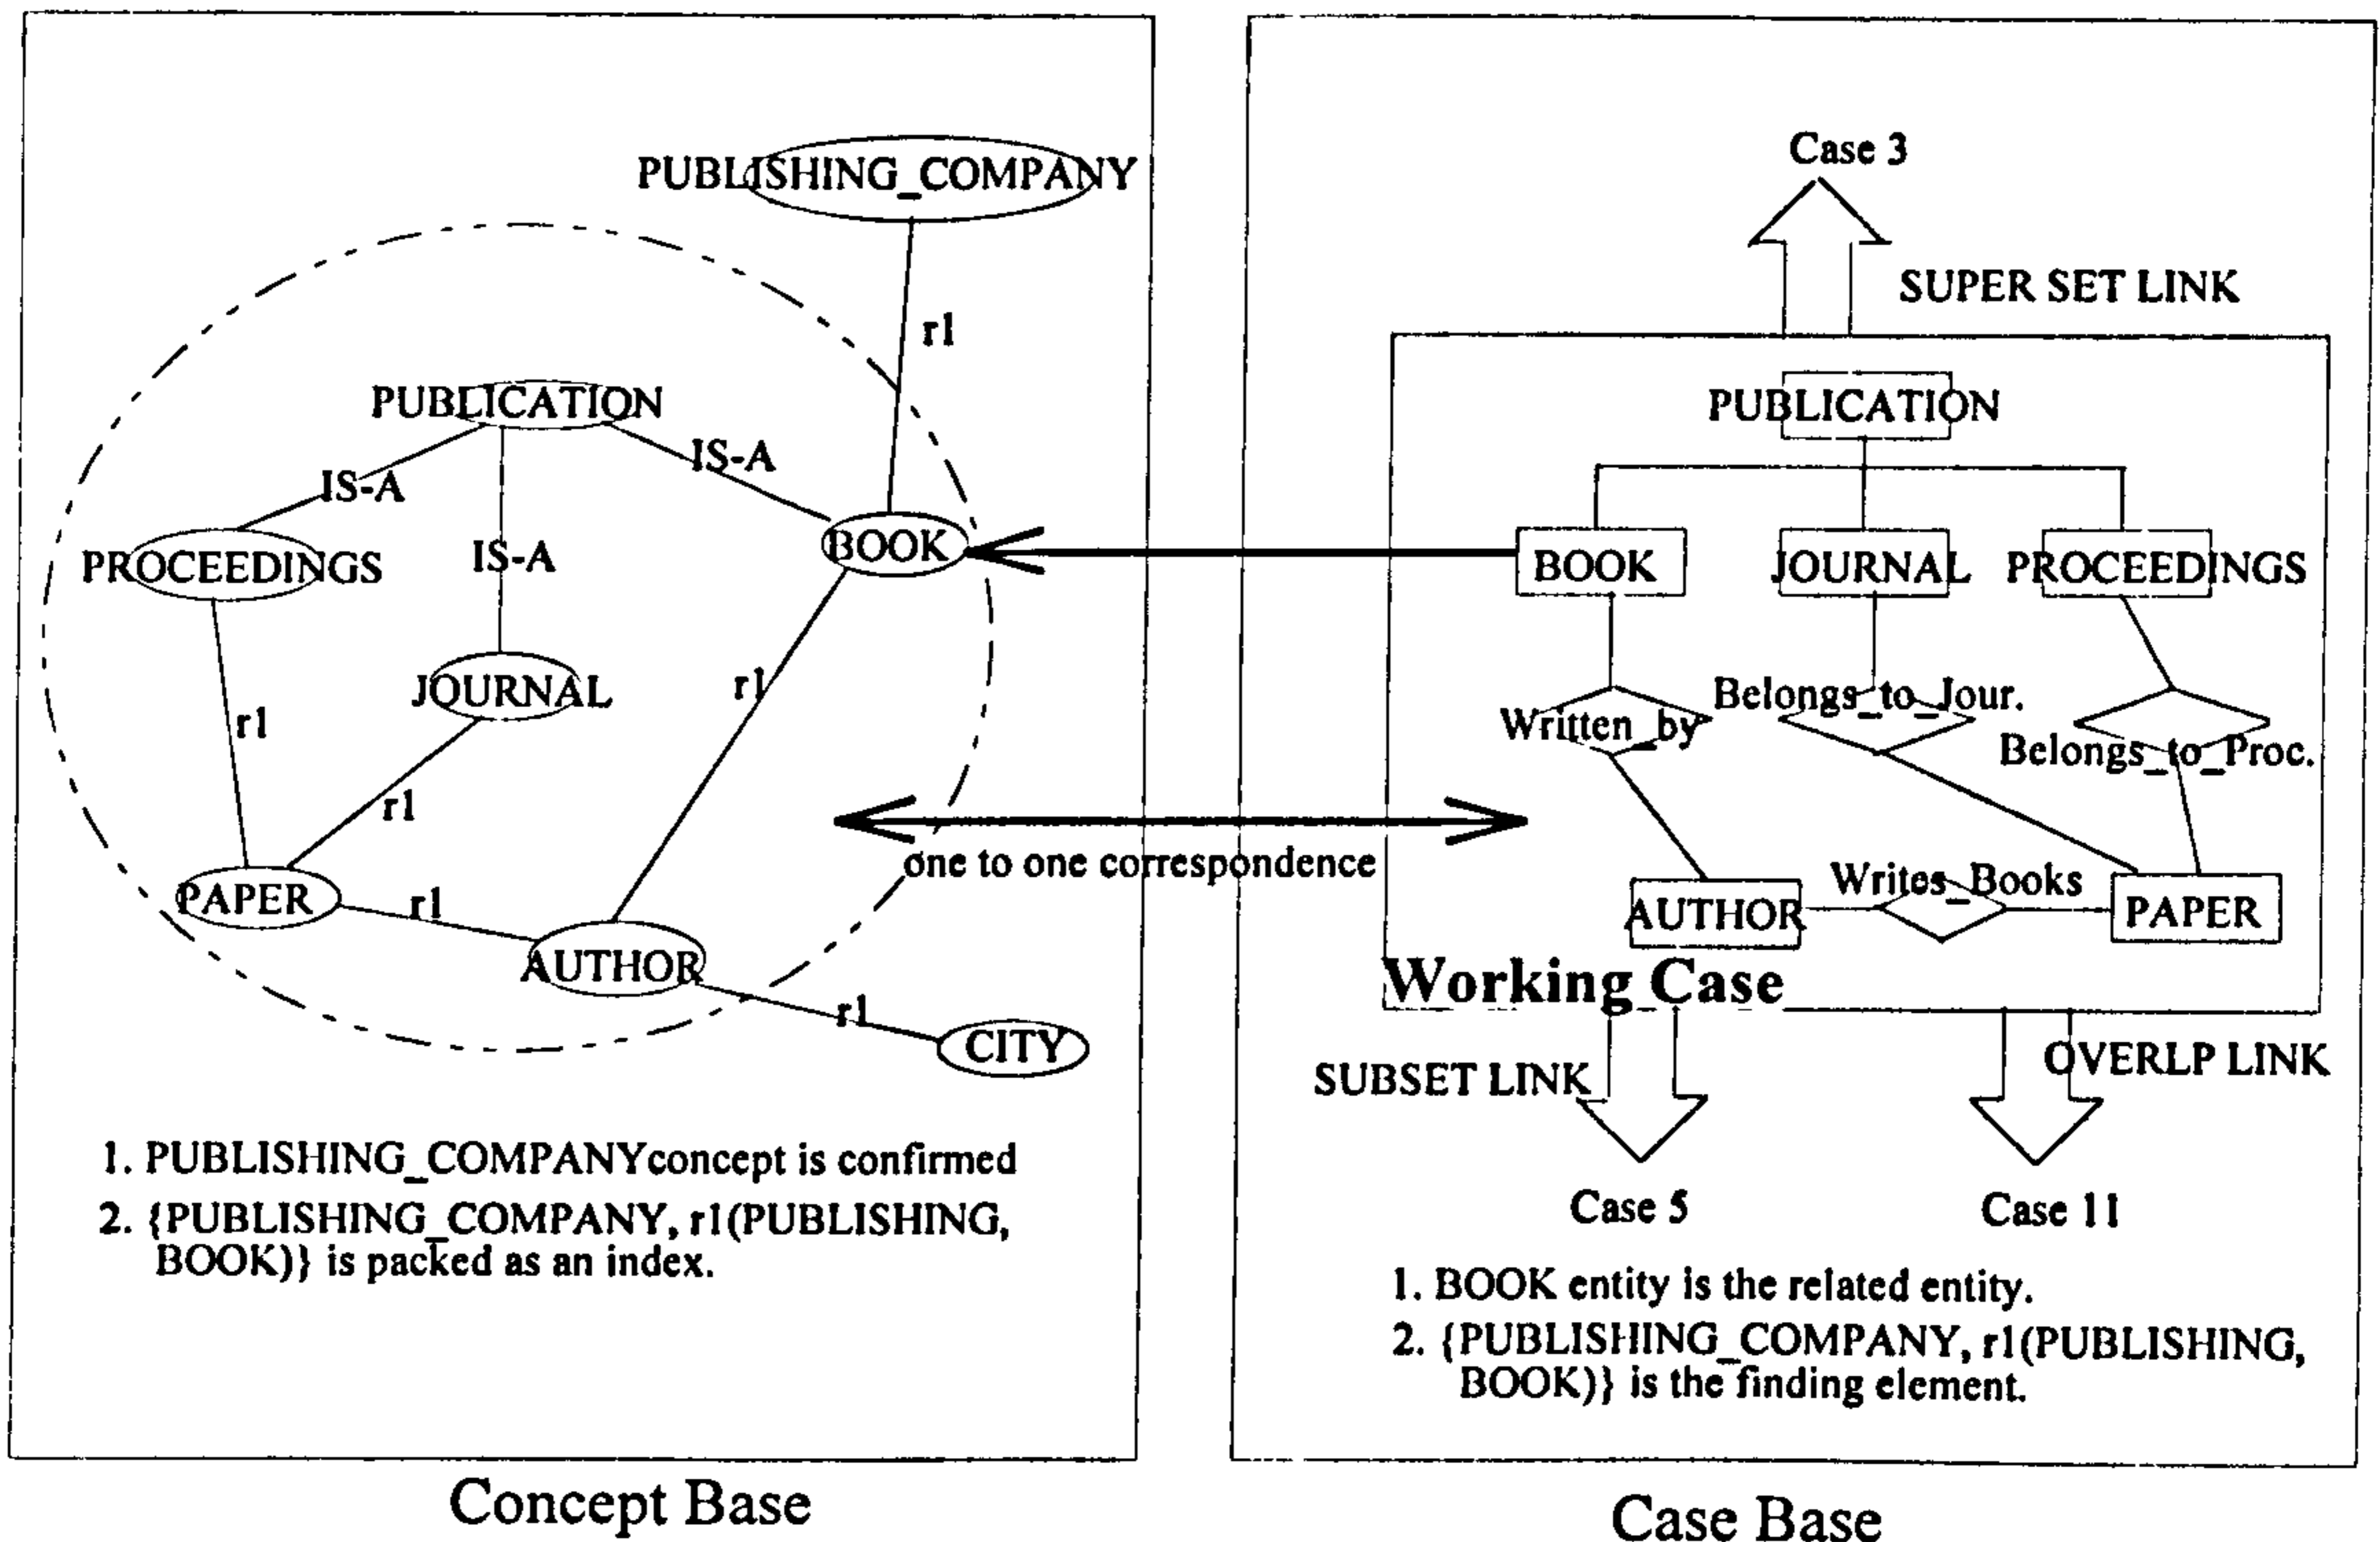 PUBLISHING_COMPANY
r1
PUBLICATION
IS-A
IS-A
IS-A
PROCEEDINGS
BOOK
JOURNAL
r1
r1
r1
PAPER
r1
AUTHOR
r1
CITY
1. PUBLISHING_COMPANYconcept is confirmed
2. {PUBLISHING_COMPANY, r1(PUBLISHING,
BOOK)} is packed as an index.
Concept Base
one to one correspondence
Case 3
SUPER SET LINK
PUBLICATION
BOOK
JOURNAL
PROCEEDINGS
Written_by
Belongs_to_Jour.
Belongs_to_Proc.
Writes_Books
AUTHOR
PAPER
Working_Case
SUBSET LINK
OVERLP LINK
Case 5
Case 11
1. BOOK entity is the related entity.
2. {PUBLISHING_COMPANY, r1(PUBLISHING,
BOOK)} is the finding element.
Case Base